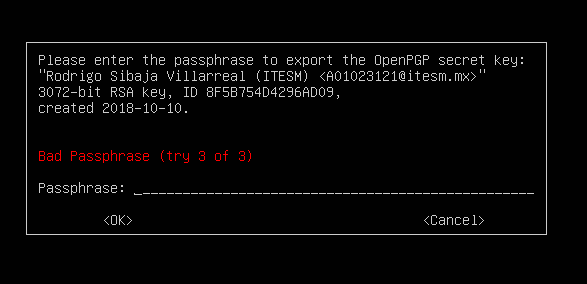 Please enter the passphrase to export the OpenPGP secret key:
"Rodrigo Sibaja Villarreal (ITESM) <A01023121@itesm.mx>"
3072-bit RSA key, ID 8F5B754D4296AD09,
created 2018-10-10.
Bad Passphrase (try 3 of 3)
Passphrase: __________________________________________________
<OK> <Cancel>